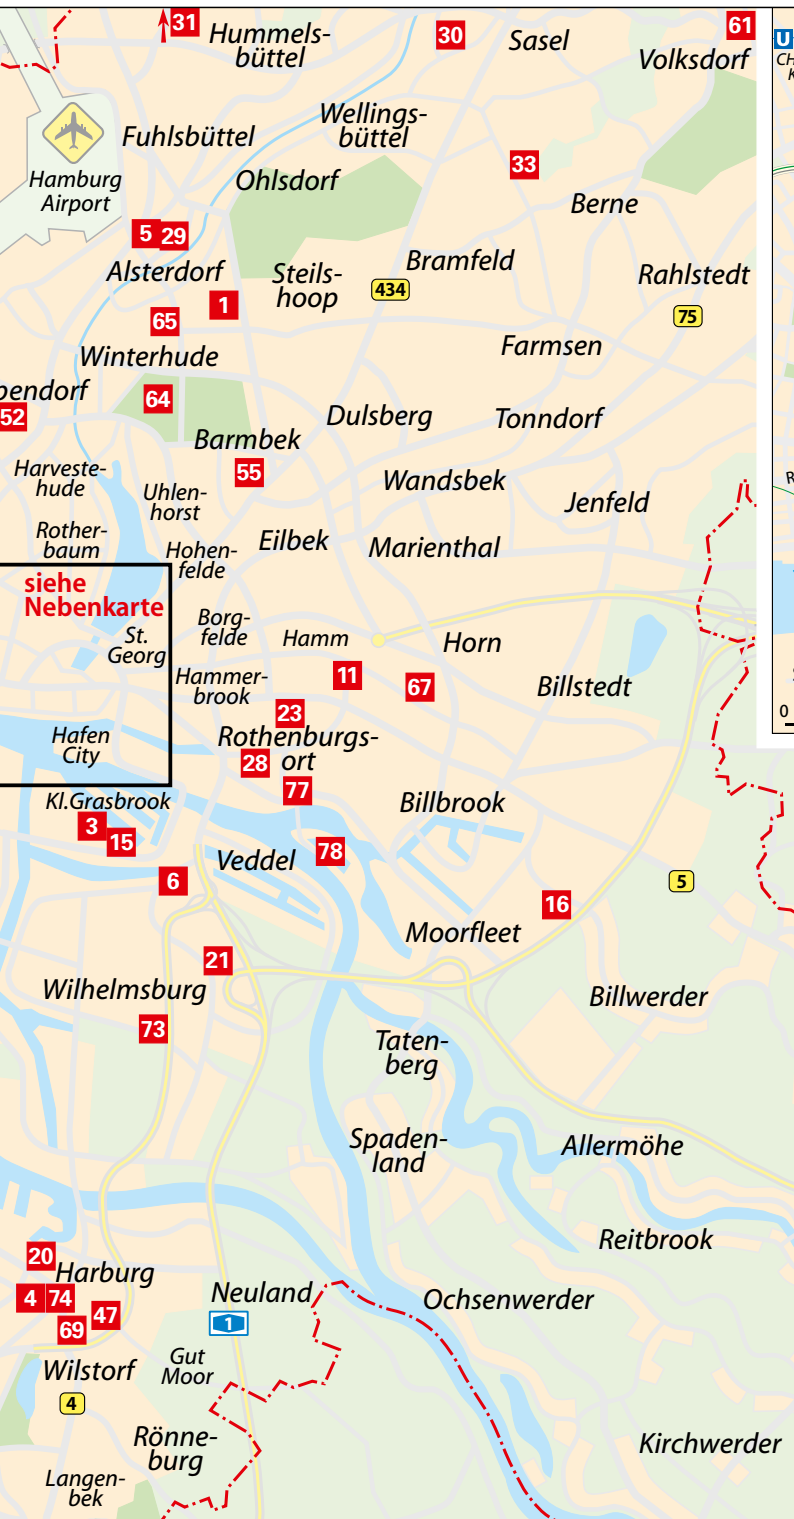 31
Hummels-
büttel
30
Sasel
61
Volksdorf
U
CH
K
Wellings-
büttel
Fuhlsbüttel
33
Hamburg
Airport
Ohlsdorf
Berne
5
29
Alsterdorf
Steils-
hoop
434
Bramfeld
Rahlstedt
1
75
65
Winterhude
Farmsen
pendorf
52
64
Dulsberg
Tonndorf
Barmbek
55
Harveste-
hude
Uhlen-
horst
Wandsbek
Jenfeld
R
Rother-
baum
Hohen-
felde
Eilbek
Marienthal
siehe
Nebenkarte
St.
Georg
Borg-
felde
Hamm
Horn
Hammer-
brook
11
67
Billstedt
23
0
Hafen
City
Rothenburgs-
ort
28
77
Kl.Grasbrook
Billbrook
3
15
Veddel
78
6
5
16
Moorfleet
21
Wilhelmsburg
Billwerder
73
Taten-
berg
Spaden-
land
Allermöhe
Reitbrook
20
Harburg
4
74
47
69
Neuland
1
Ochsenwerder
Wilstorf
Gut
Moor
4
Rönne-
burg
Kirchwerder
Langen-
bek